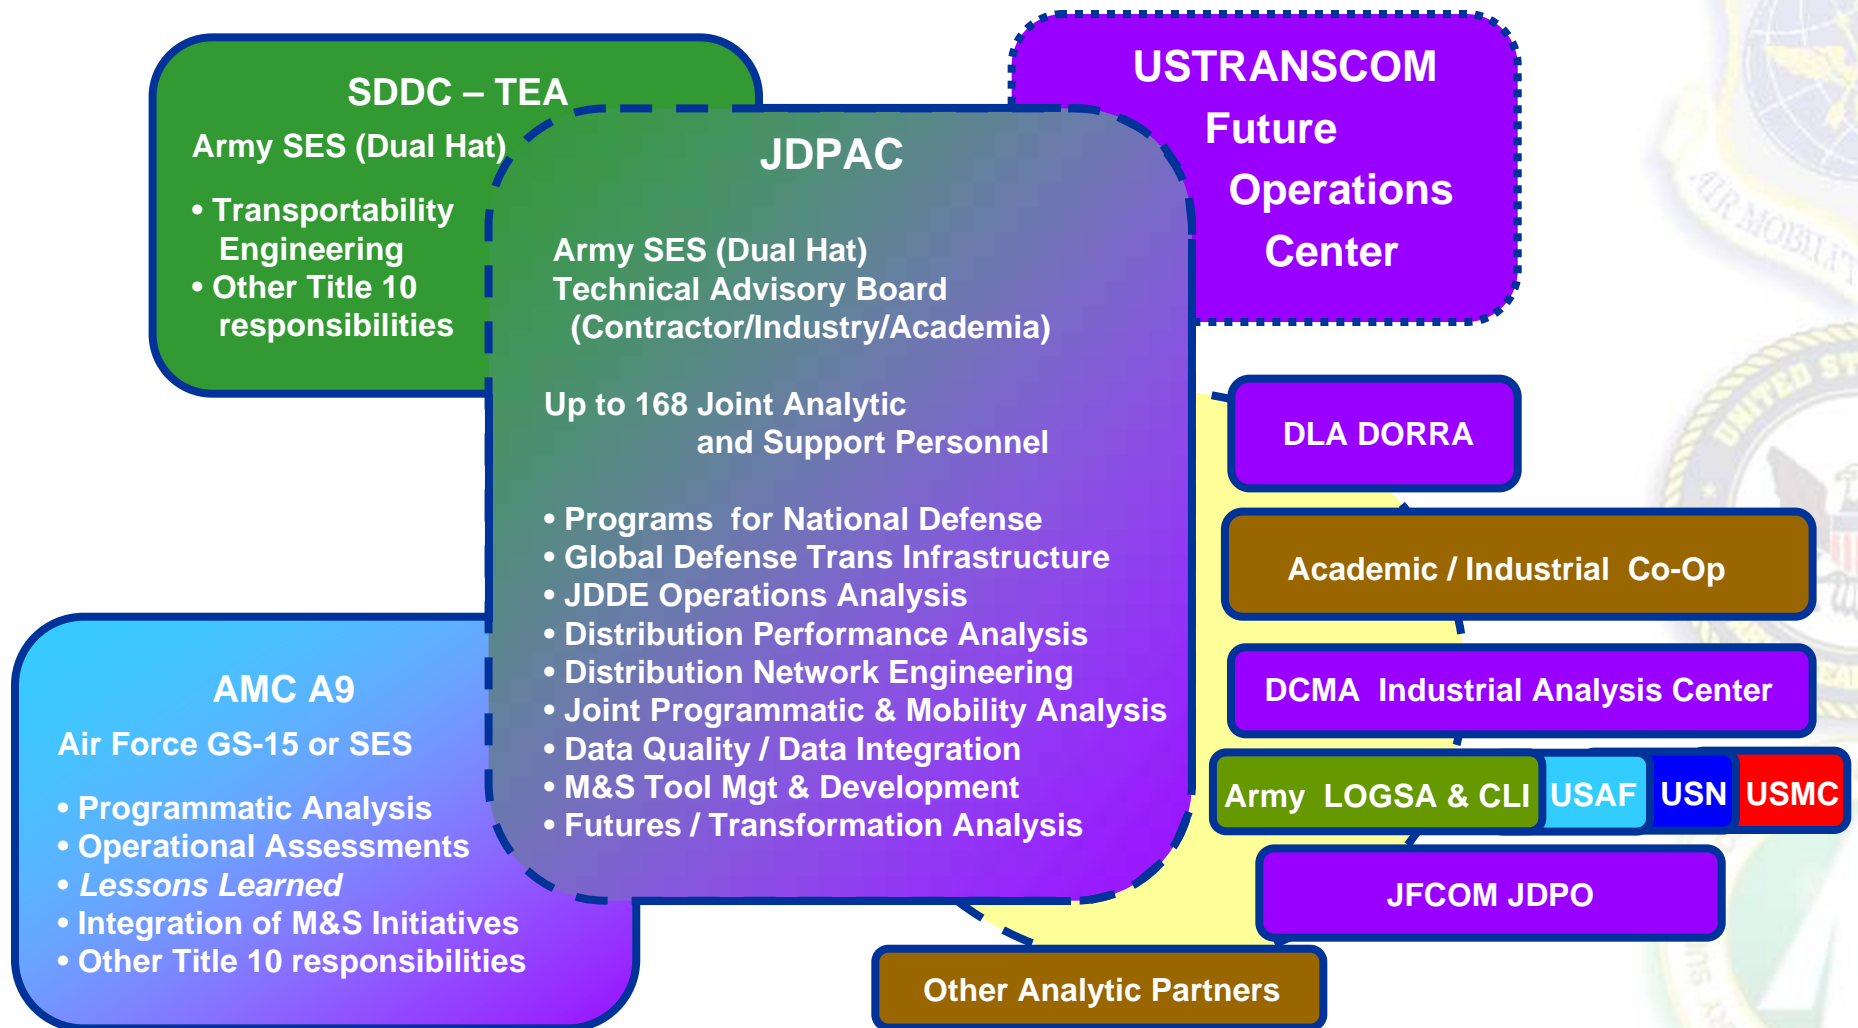 SDDC – TEA
Army SES (Dual Hat)
• Transportability
Engineering
• Other Title 10
responsibilities
JDPAC
Army SES (Dual Hat)
Technical Advisory Board
(Contractor/Industry/Academia)
Up to 168 Joint Analytic
and Support Personnel
• Programs for National Defense
• Global Defense Trans Infrastructure
• JDDE Operations Analysis
• Distribution Performance Analysis
• Distribution Network Engineering
• Joint Programmatic & Mobility Analysis
• Data Quality / Data Integration
• M&S Tool Mgt & Development
• Futures / Transformation Analysis
USTRANSCOM
Future
Operations
Center
AMC A9
Air Force GS-15 or SES
• Programmatic Analysis
• Operational Assessments
• Lessons Learned
• Integration of M&S Initiatives
• Other Title 10 responsibilities
DLA DORRA
Academic / Industrial Co-Op
DCMA Industrial Analysis Center
Army LOGSA & CLI USAF USN USMC
JFCOM JDPO
Other Analytic Partners
AIR MOBILIT
UNITED ST